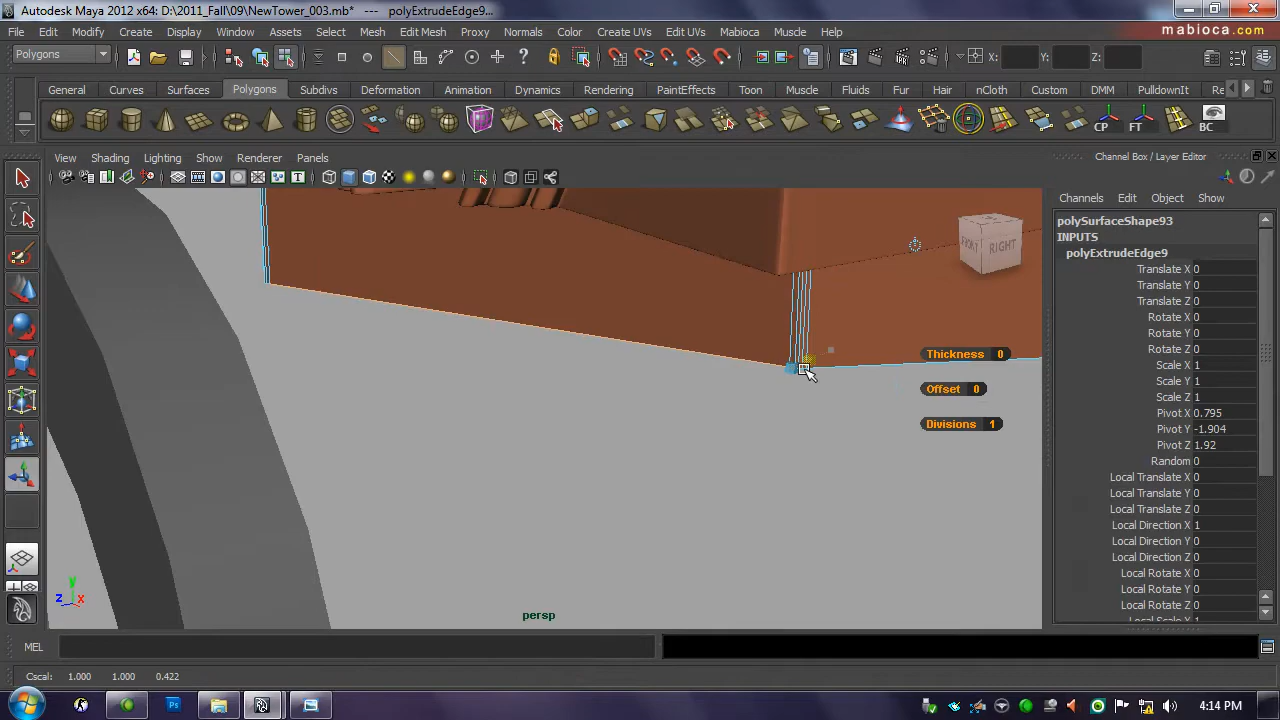 Autodesk Maya 2012 x64: D:\2011_Fall\09\NewTower_003.mb* --- polyExtrudeEdge9...
File Edit Modify Create Display Window Assets Select Mesh Edit Mesh Proxy Normals Color Create UVs Edit UVs Mabioca Muscle Help
mabioca.com
Polygons
X: Y: Z:
General Curves Surfaces Polygons Subdivs Deformation Animation Dynamics Rendering PaintEffects Toon Muscle Fluids Fur Hair nCloth Custom DMM PullDownIt Re
CP FT BC
View Shading Lighting Show Renderer Panels
Channel Box / Layer Editor
Channels Edit Object Show
polySurfaceShape93
INPUTS
polyExtrudeEdge9
Translate X 0
Translate Y 0
Translate Z 0
Rotate X 0
Rotate Y 0
Rotate Z 0
Scale X 1
Scale Y 1
Scale Z 1
Pivot X 0.795
Pivot Y -1.904
Pivot Z 1.92
Random 0
Local Translate X 0
Local Translate Y 0
Local Translate Z 0
Local Direction X 1
Local Direction Y 0
Local Direction Z 0
Local Rotate X 0
Local Rotate Y 0
Local Rotate Z 0
Local Scale X 1
FRONT RIGHT
Thickness 0
Offset 0
Divisions 1
y
z x
persp
MEL
Cscal: 1.000 1.000 0.422
Ps
4:14 PM